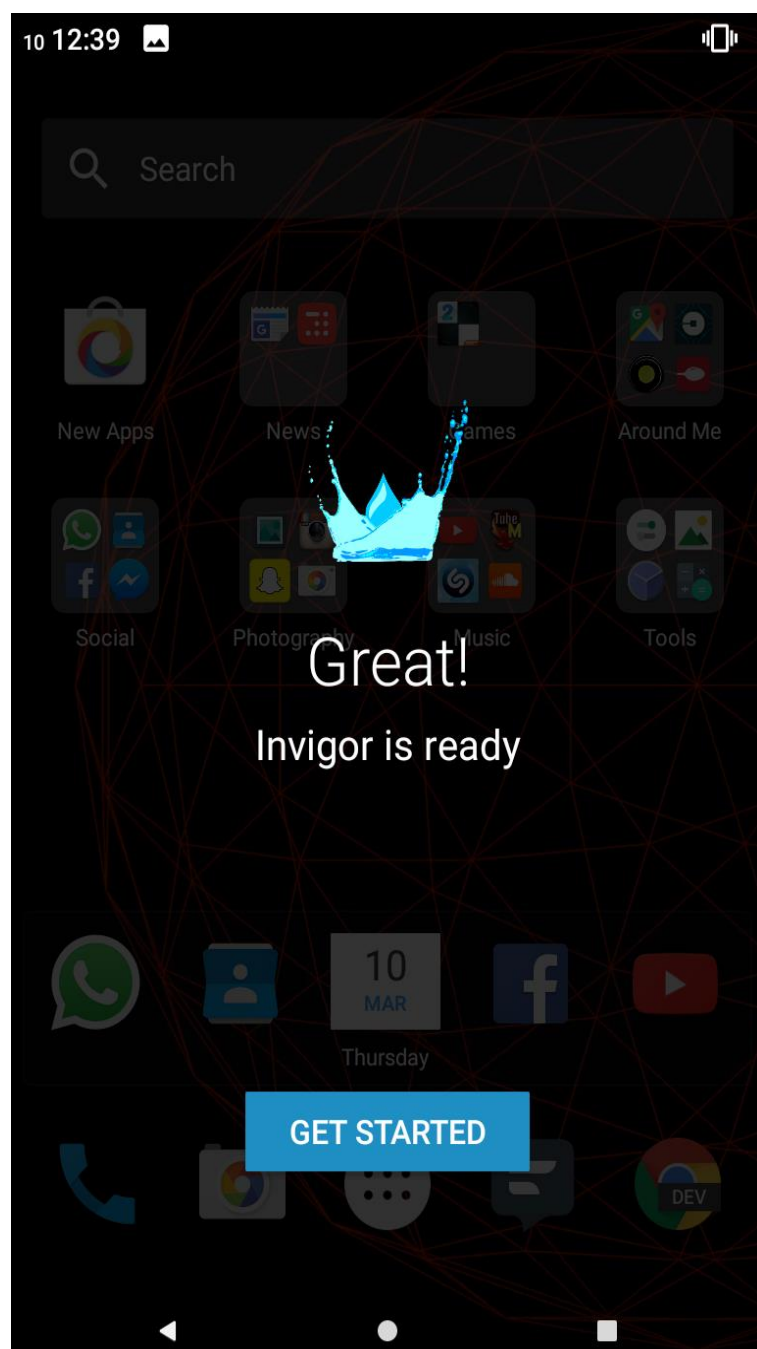 10 12:39
Search
New Apps News Games Around Me
Social Photography Music Tools
Great!
Invigor is ready
10
MAR
Thursday
GET STARTED
DEV